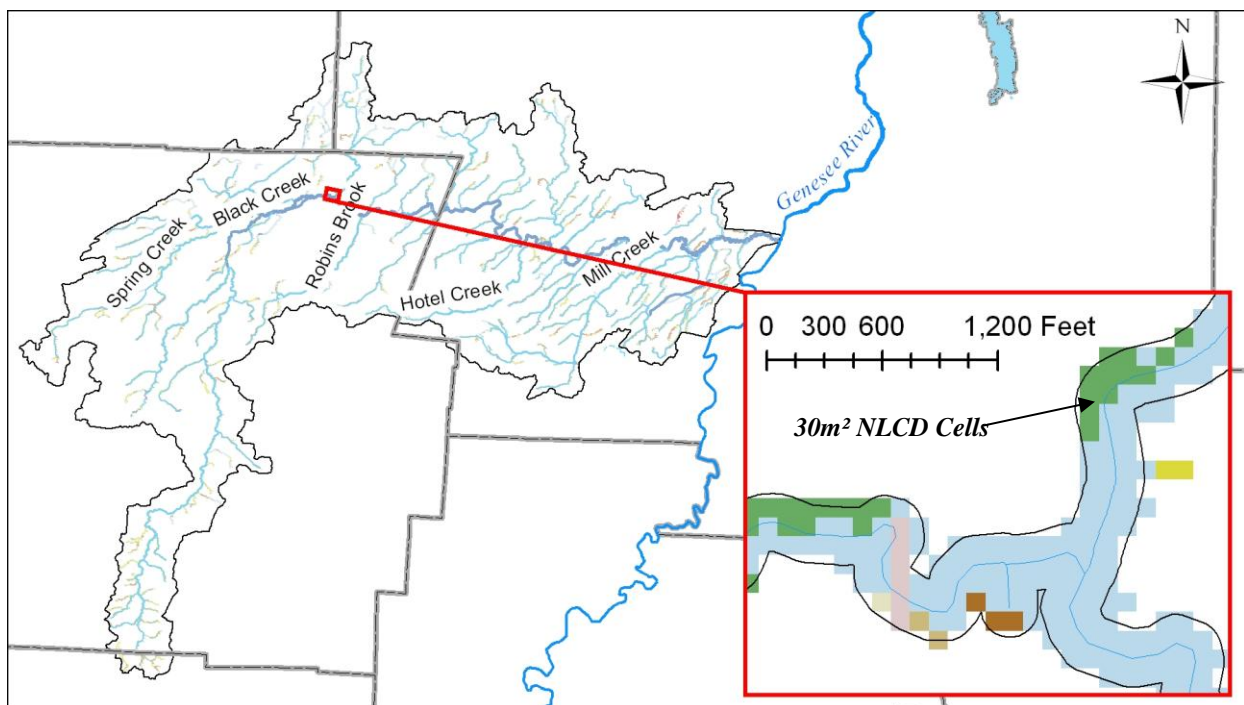 N
Genesee River
Black Creek
Spring Creek
Robins Brook
Mill Creek
Hotel Creek
0 300 600 1,200 Feet
30m² NLCD Cells